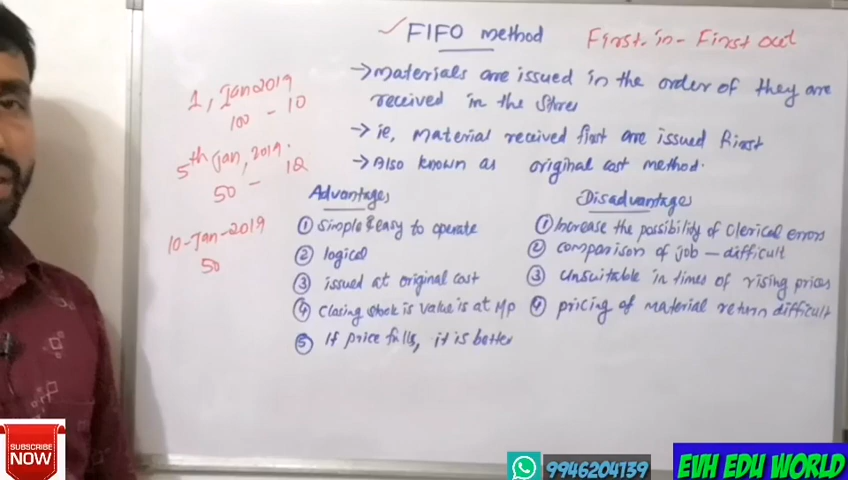 ✓FIFO method First-in-First out
1, Jan 2019
100 - 10
5th Jan, 2019.
50 - 12
10-Jan-2019
50
→materials are issued in the order of they are
received in the Stores
→ ie, material received first are issued First
→ Also known as original cost method.
Advantages
① Simple & easy to operate
② logical
③ issued at original cost
④ Closing stock is value is at MP
⑤ If price falls, it is better
Disadvantages
① Increase the possibility of Clerical errors
② comparison of job - difficult
③ Unsuitable in times of rising prices
④ pricing of material return difficult
SUBSCRIBE
NOW
9946204139
EVH EDU WORLD